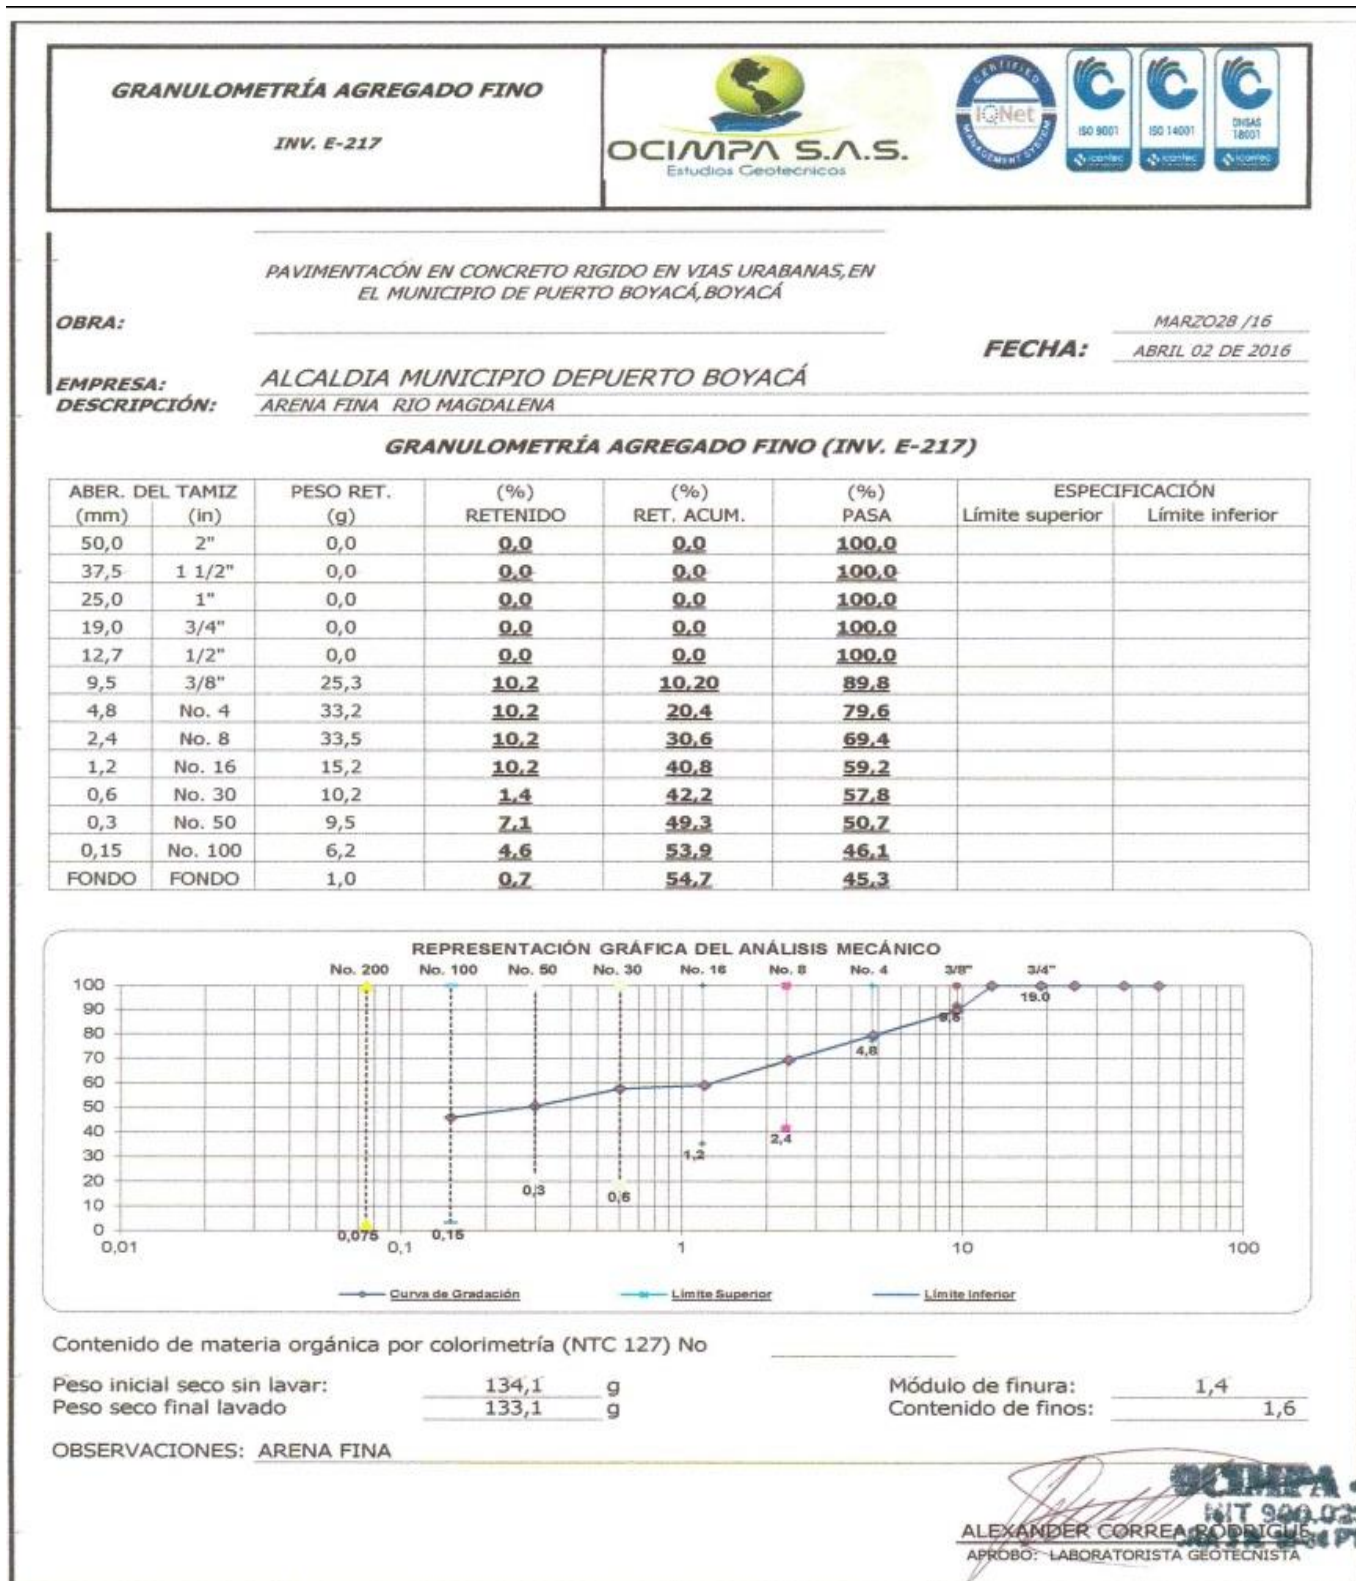 GRANULOMETRÍA AGREGADO FINO
INV. E-217
OCIMPA S.A.S.
Estudios Geotecnicos
CERTIFIED
IQNet
MANAGEMENT SYSTEM
ISO 9001
icontec
ISO 14001
icontec
OHSAS
18001
icontec
PAVIMENTACÓN EN CONCRETO RIGIDO EN VIAS URABANAS,EN
EL MUNICIPIO DE PUERTO BOYACÁ,BOYACÁ
OBRA:
MARZO28 /16
FECHA: ABRIL 02 DE 2016
EMPRESA: ALCALDIA MUNICIPIO DEPUERTO BOYACÁ
DESCRIPCIÓN: ARENA FINA RIO MAGDALENA
GRANULOMETRÍA AGREGADO FINO (INV. E-217)
ABER. DEL TAMIZ PESO RET. (%) (%) (%) ESPECIFICACIÓN
(mm) (in) (g) RETENIDO RET. ACUM. PASA Límite superior Límite inferior
50,0 2" 0,0 0,0 0,0 100,0
37,5 1 1/2" 0,0 0,0 0,0 100,0
25,0 1" 0,0 0,0 0,0 100,0
19,0 3/4" 0,0 0,0 0,0 100,0
12,7 1/2" 0,0 0,0 0,0 100,0
9,5 3/8" 25,3 10,2 10,20 89,8
4,8 No. 4 33,2 10,2 20,4 79,6
2,4 No. 8 33,5 10,2 30,6 69,4
1,2 No. 16 15,2 10,2 40,8 59,2
0,6 No. 30 10,2 1,4 42,2 57,8
0,3 No. 50 9,5 7,1 49,3 50,7
0,15 No. 100 6,2 4,6 53,9 46,1
FONDO FONDO 1,0 0,7 54,7 45,3
REPRESENTACIÓN GRÁFICA DEL ANÁLISIS MECÁNICO
No. 200 No. 100 No. 50 No. 30 No. 16 No. 8 No. 4 3/8" 3/4"
100
19.0
90
9,5
80
4,8
70
60
50
40
2,4
30
1,2
20
0,3 0,6
10
0
0,075 0,15
0,01 0,1 1 10 100
Curva de Gradación Límite Superior Límite Inferior
Contenido de materia orgánica por colorimetría (NTC 127) No
Peso inicial seco sin lavar: 134,1 g Módulo de finura: 1,4
Peso seco final lavado 133,1 g Contenido de finos: 1,6
OBSERVACIONES: ARENA FINA
OCIMPA
NIT 900.02
ALEXANDER CORREA RODRIGUE
APROBO: LABORATORISTA GEOTECNISTA